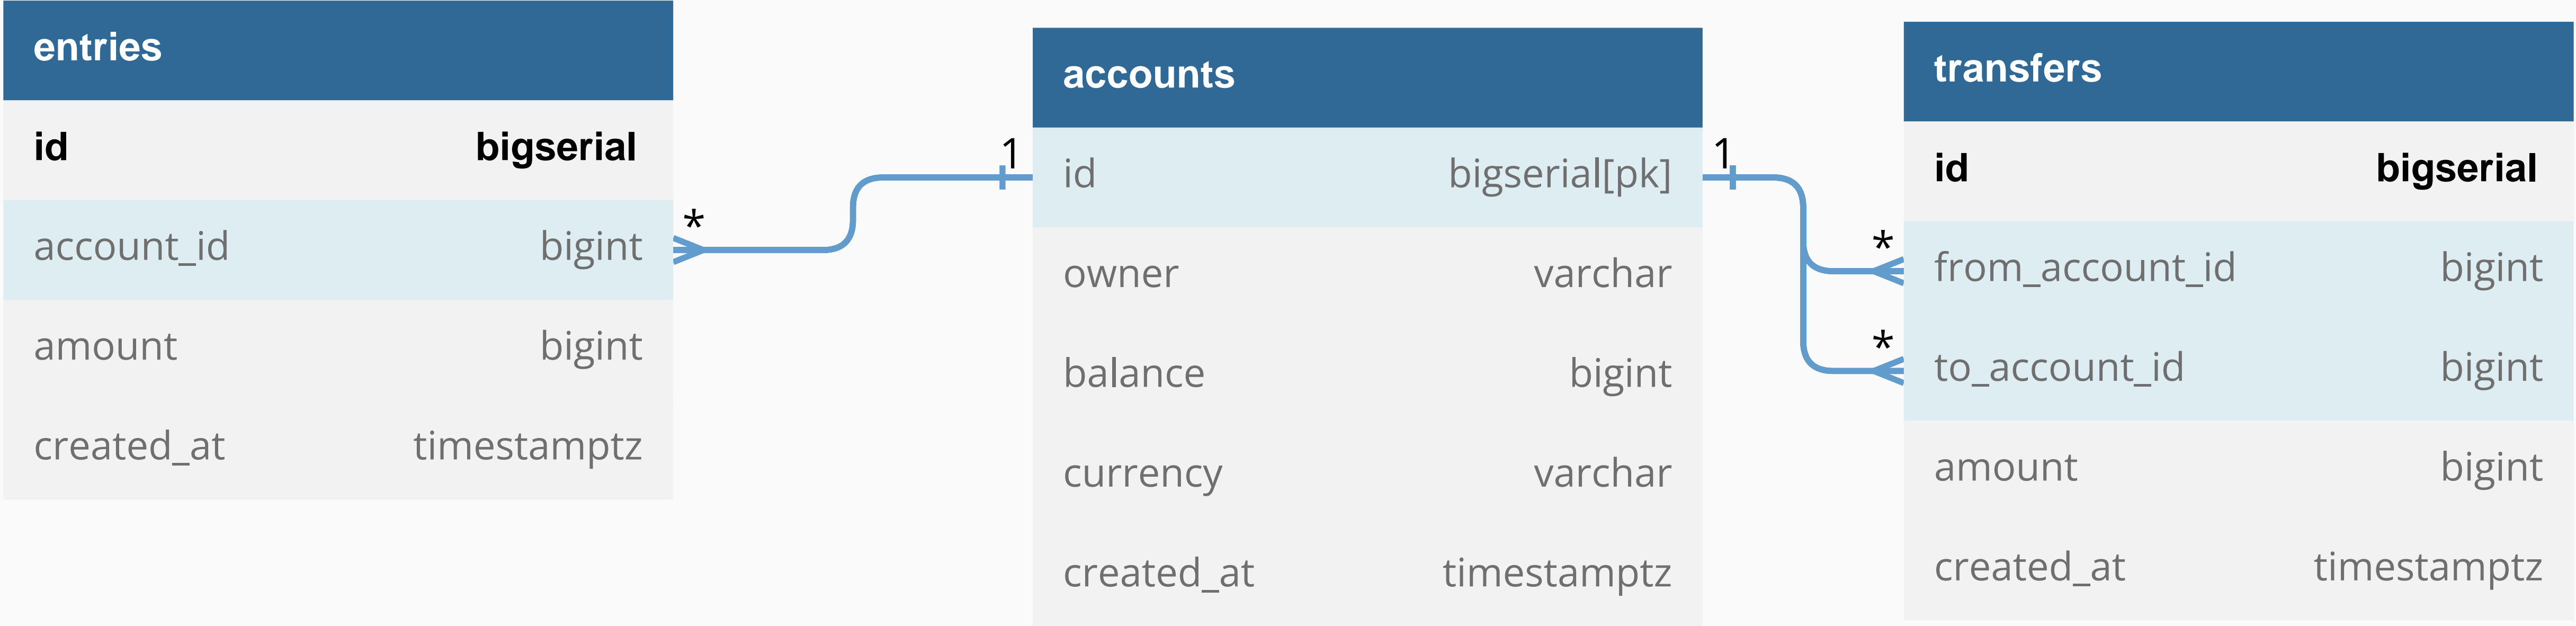 entries
id bigserial
account_id bigint
amount bigint
created_at timestamptz
*
1
accounts
id bigserial[pk]
owner varchar
balance bigint
currency varchar
created_at timestamptz
1
*
*
transfers
id bigserial
from_account_id bigint
to_account_id bigint
amount bigint
created_at timestamptz